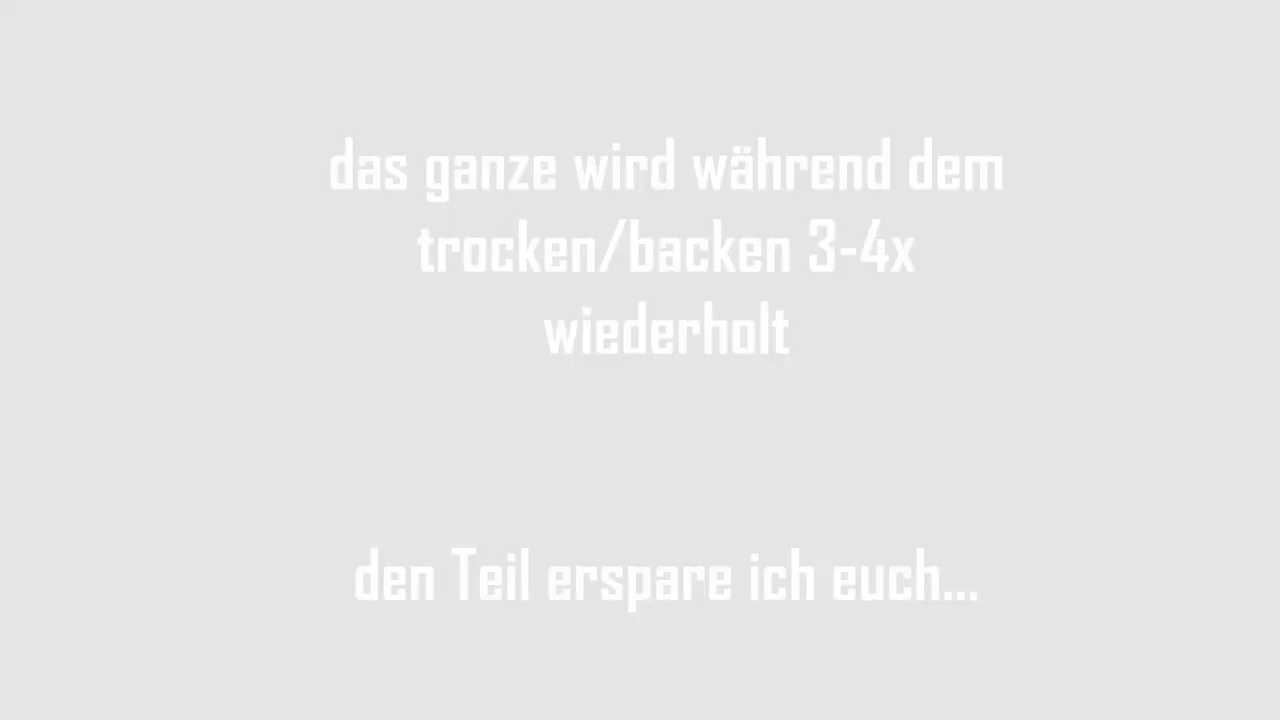 das ganze wird während dem
trocken/backen 3-4x
wiederholt
den Teil erspare ich euch...